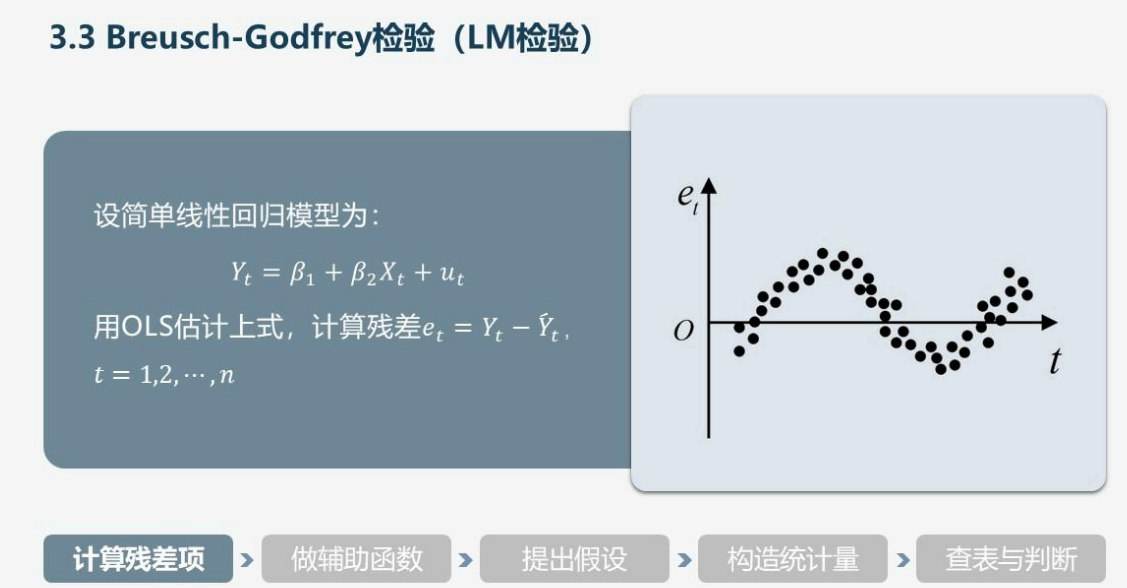 3.3 Breusch-Godfrey检验（LM检验）
设简单线性回归模型为：
Y_t = β_1 + β_2X_t + u_t
用OLS估计上式，计算残差e_t = Y_t − Ŷ_t，
t = 1,2,⋯,n
e_t
O
t
计算残差项 › 做辅助函数 › 提出假设 › 构造统计量 › 查表与判断